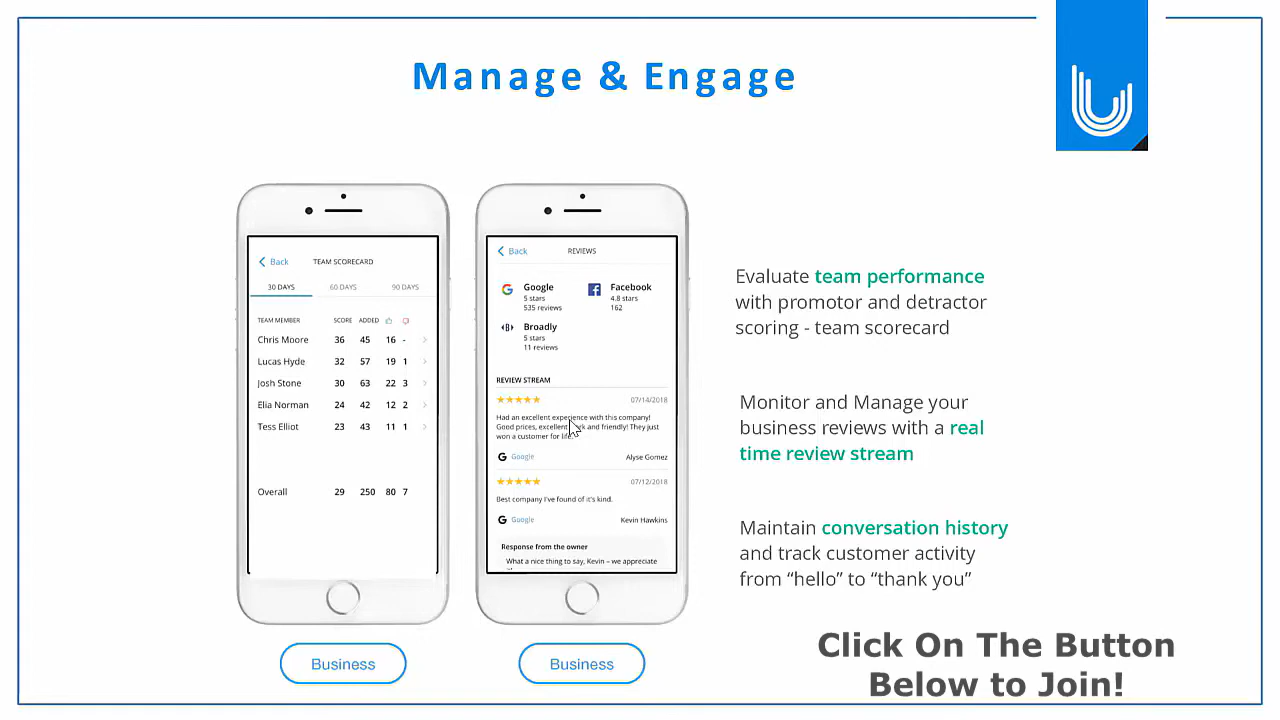 Manage & Engage
Back TEAM SCORECARD
30 DAYS 60 DAYS 90 DAYS
TEAM MEMBER SCORE ADDED
Chris Moore 36 45 16 -
Lucas Hyde 32 57 19 1
Josh Stone 30 63 22 3
Elia Norman 24 42 12 2
Tess Elliot 23 43 11 1
Overall 29 250 80 7
Business
Back REVIEWS
Google
5 stars
535 reviews
Facebook
4.8 stars
162
Broadly
5 stars
11 reviews
REVIEW STREAM
07/14/2018
Had an excellent experience with this company!
Good prices, excellent and friendly! They just
won a customer for life.
Google Alyse Gomez
07/12/2018
Best company I've found of it's kind.
Google Kevin Hawkins
Response from the owner
What a nice thing to say, Kevin – we appreciate
Business
Evaluate team performance
with promotor and detractor
scoring - team scorecard
Monitor and Manage your
business reviews with a real
time review stream
Maintain conversation history
and track customer activity
from “hello” to “thank you”
Click On The Button
Below to Join!